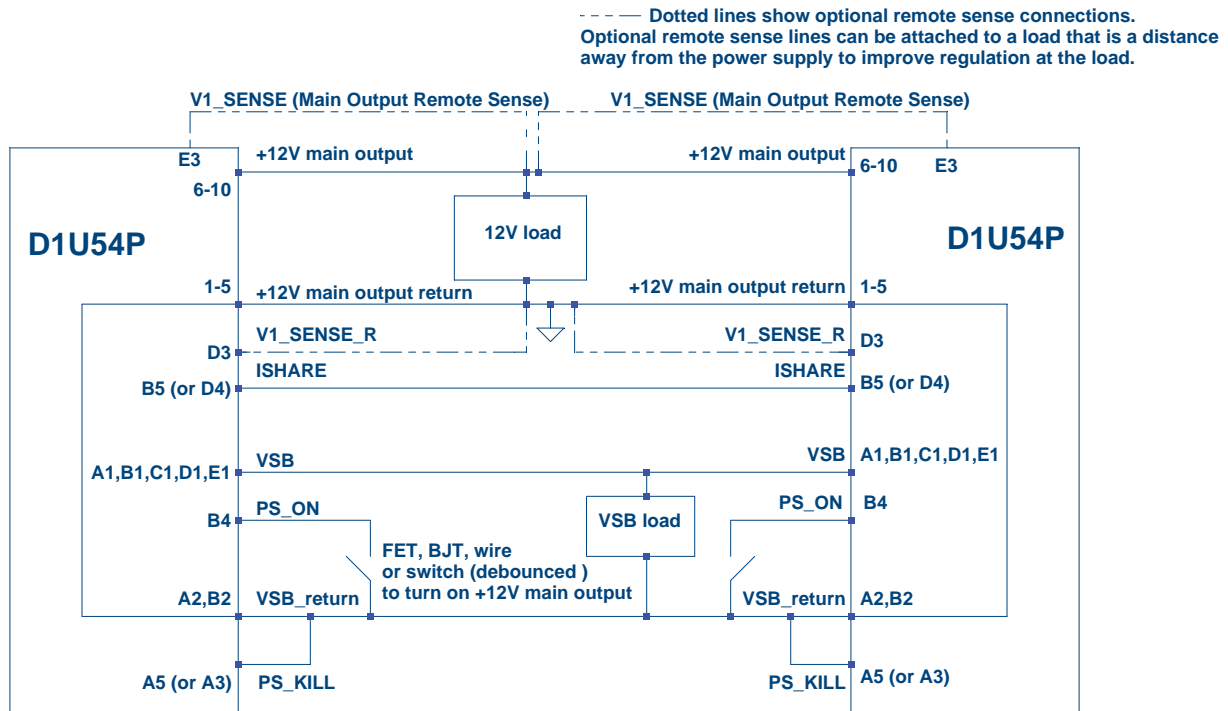 Dotted lines show optional remote sense connections.
Optional remote sense lines can be attached to a load that is a distance
away from the power supply to improve regulation at the load.
V1_SENSE (Main Output Remote Sense)
V1_SENSE (Main Output Remote Sense)
E3
+12V main output
+12V main output
6-10
E3
6-10
D1U54P
12V load
D1U54P
1-5
+12V main output return
+12V main output return
1-5
V1_SENSE_R
V1_SENSE_R
D3
D3
ISHARE
ISHARE
B5 (or D4)
B5 (or D4)
VSB
VSB
A1,B1,C1,D1,E1
A1,B1,C1,D1,E1
PS_ON
PS_ON
B4
B4
VSB load
FET, BJT, wire
or switch (debounced )
to turn on +12V main output
A2,B2
VSB_return
VSB_return
A2,B2
A5 (or A3)
PS_KILL
PS_KILL
A5 (or A3)